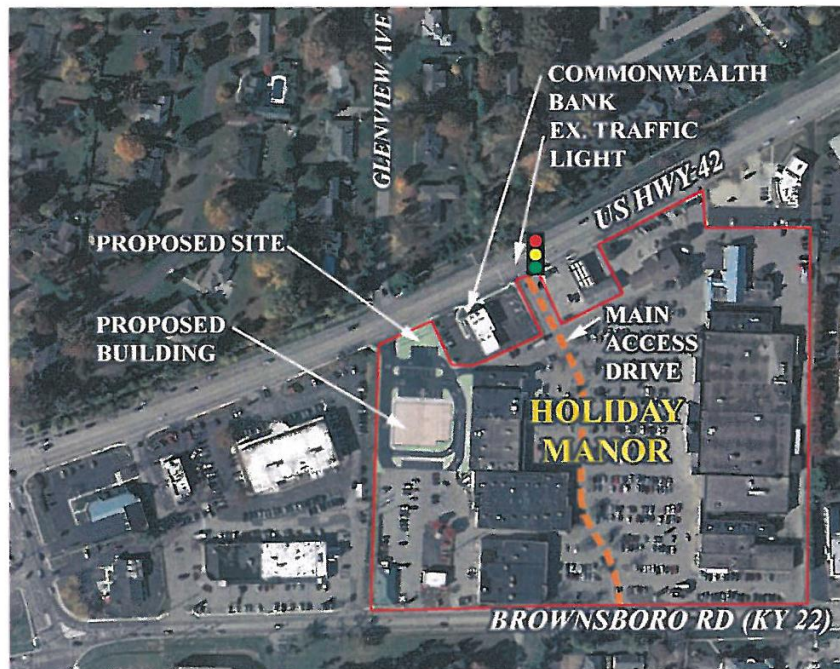 GLENVIEW AVE
COMMONWEALTH
BANK
EX. TRAFFIC
LIGHT
US HWY 42
PROPOSED SITE
PROPOSED
BUILDING
MAIN
ACCESS
DRIVE
HOLIDAY
MANOR
BROWNSBORO RD (KY 22)